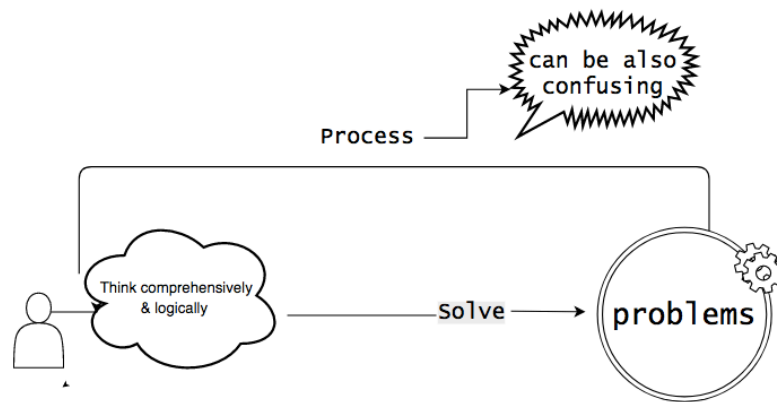 can be also
confusing
Process
Think comprehensively
& logically
Solve
problems